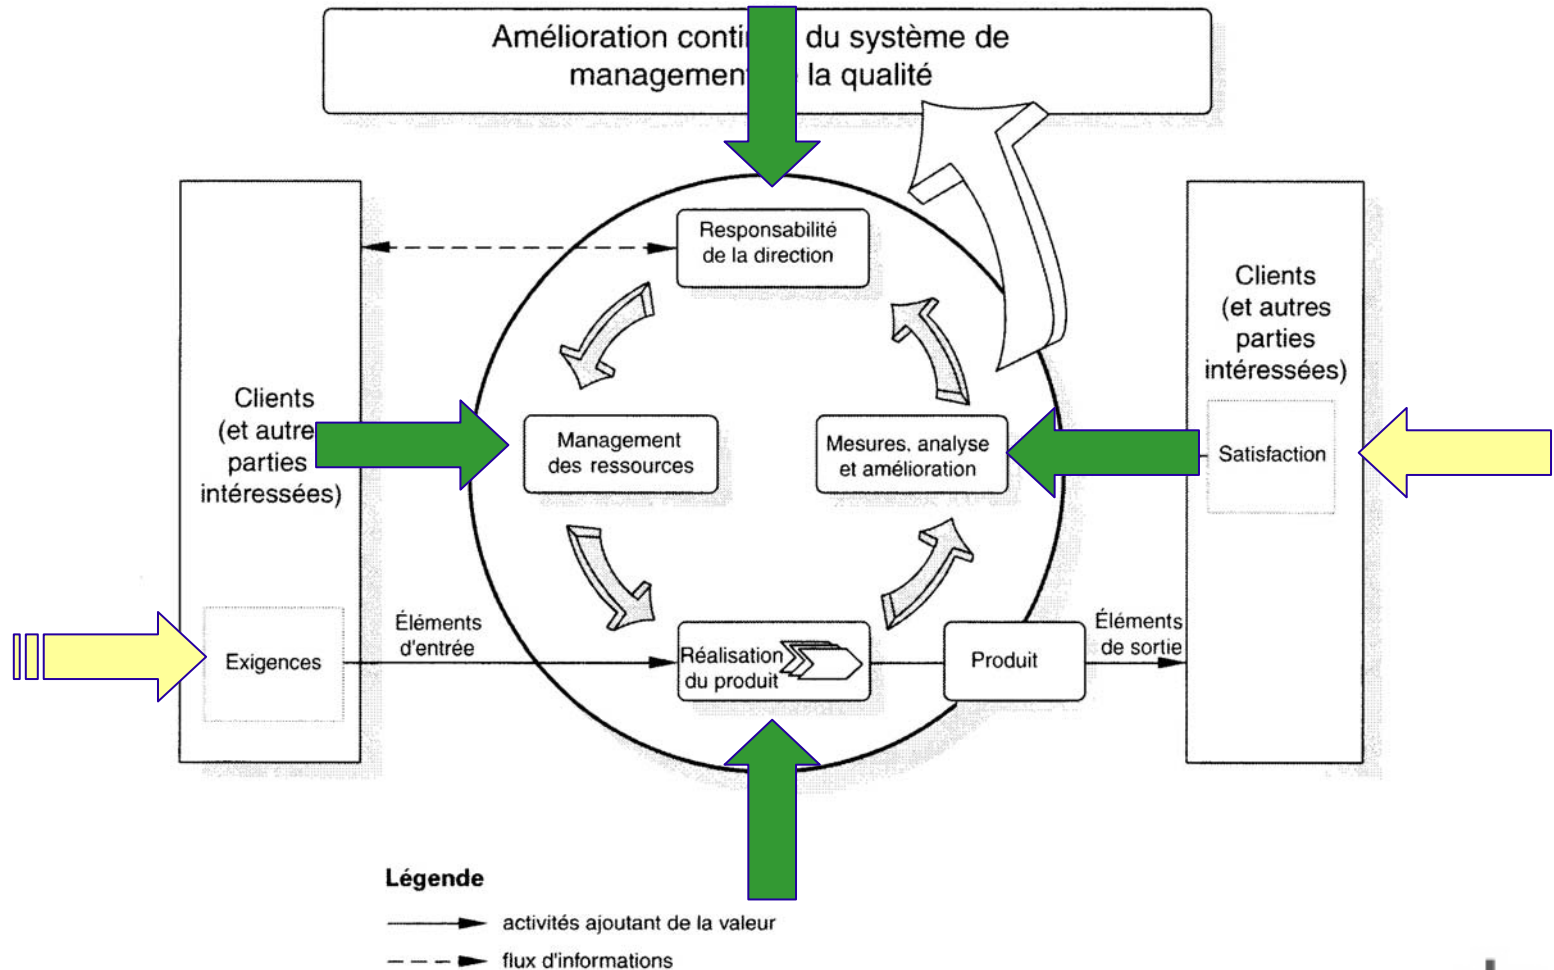 Amélioration conti du système de
managemen la qualité
Responsabilité
de la direction
Clients
(et autres
parties
intéressées)
Clients
(et autre
parties
intéressées)
Management
des ressources
Mesures, analyse
et amélioration
Satisfaction
Éléments
d'entrée
Exigences
Réalisation
du produit
Produit
Éléments
de sortie
Légende
activités ajoutant de la valeur
flux d'informations